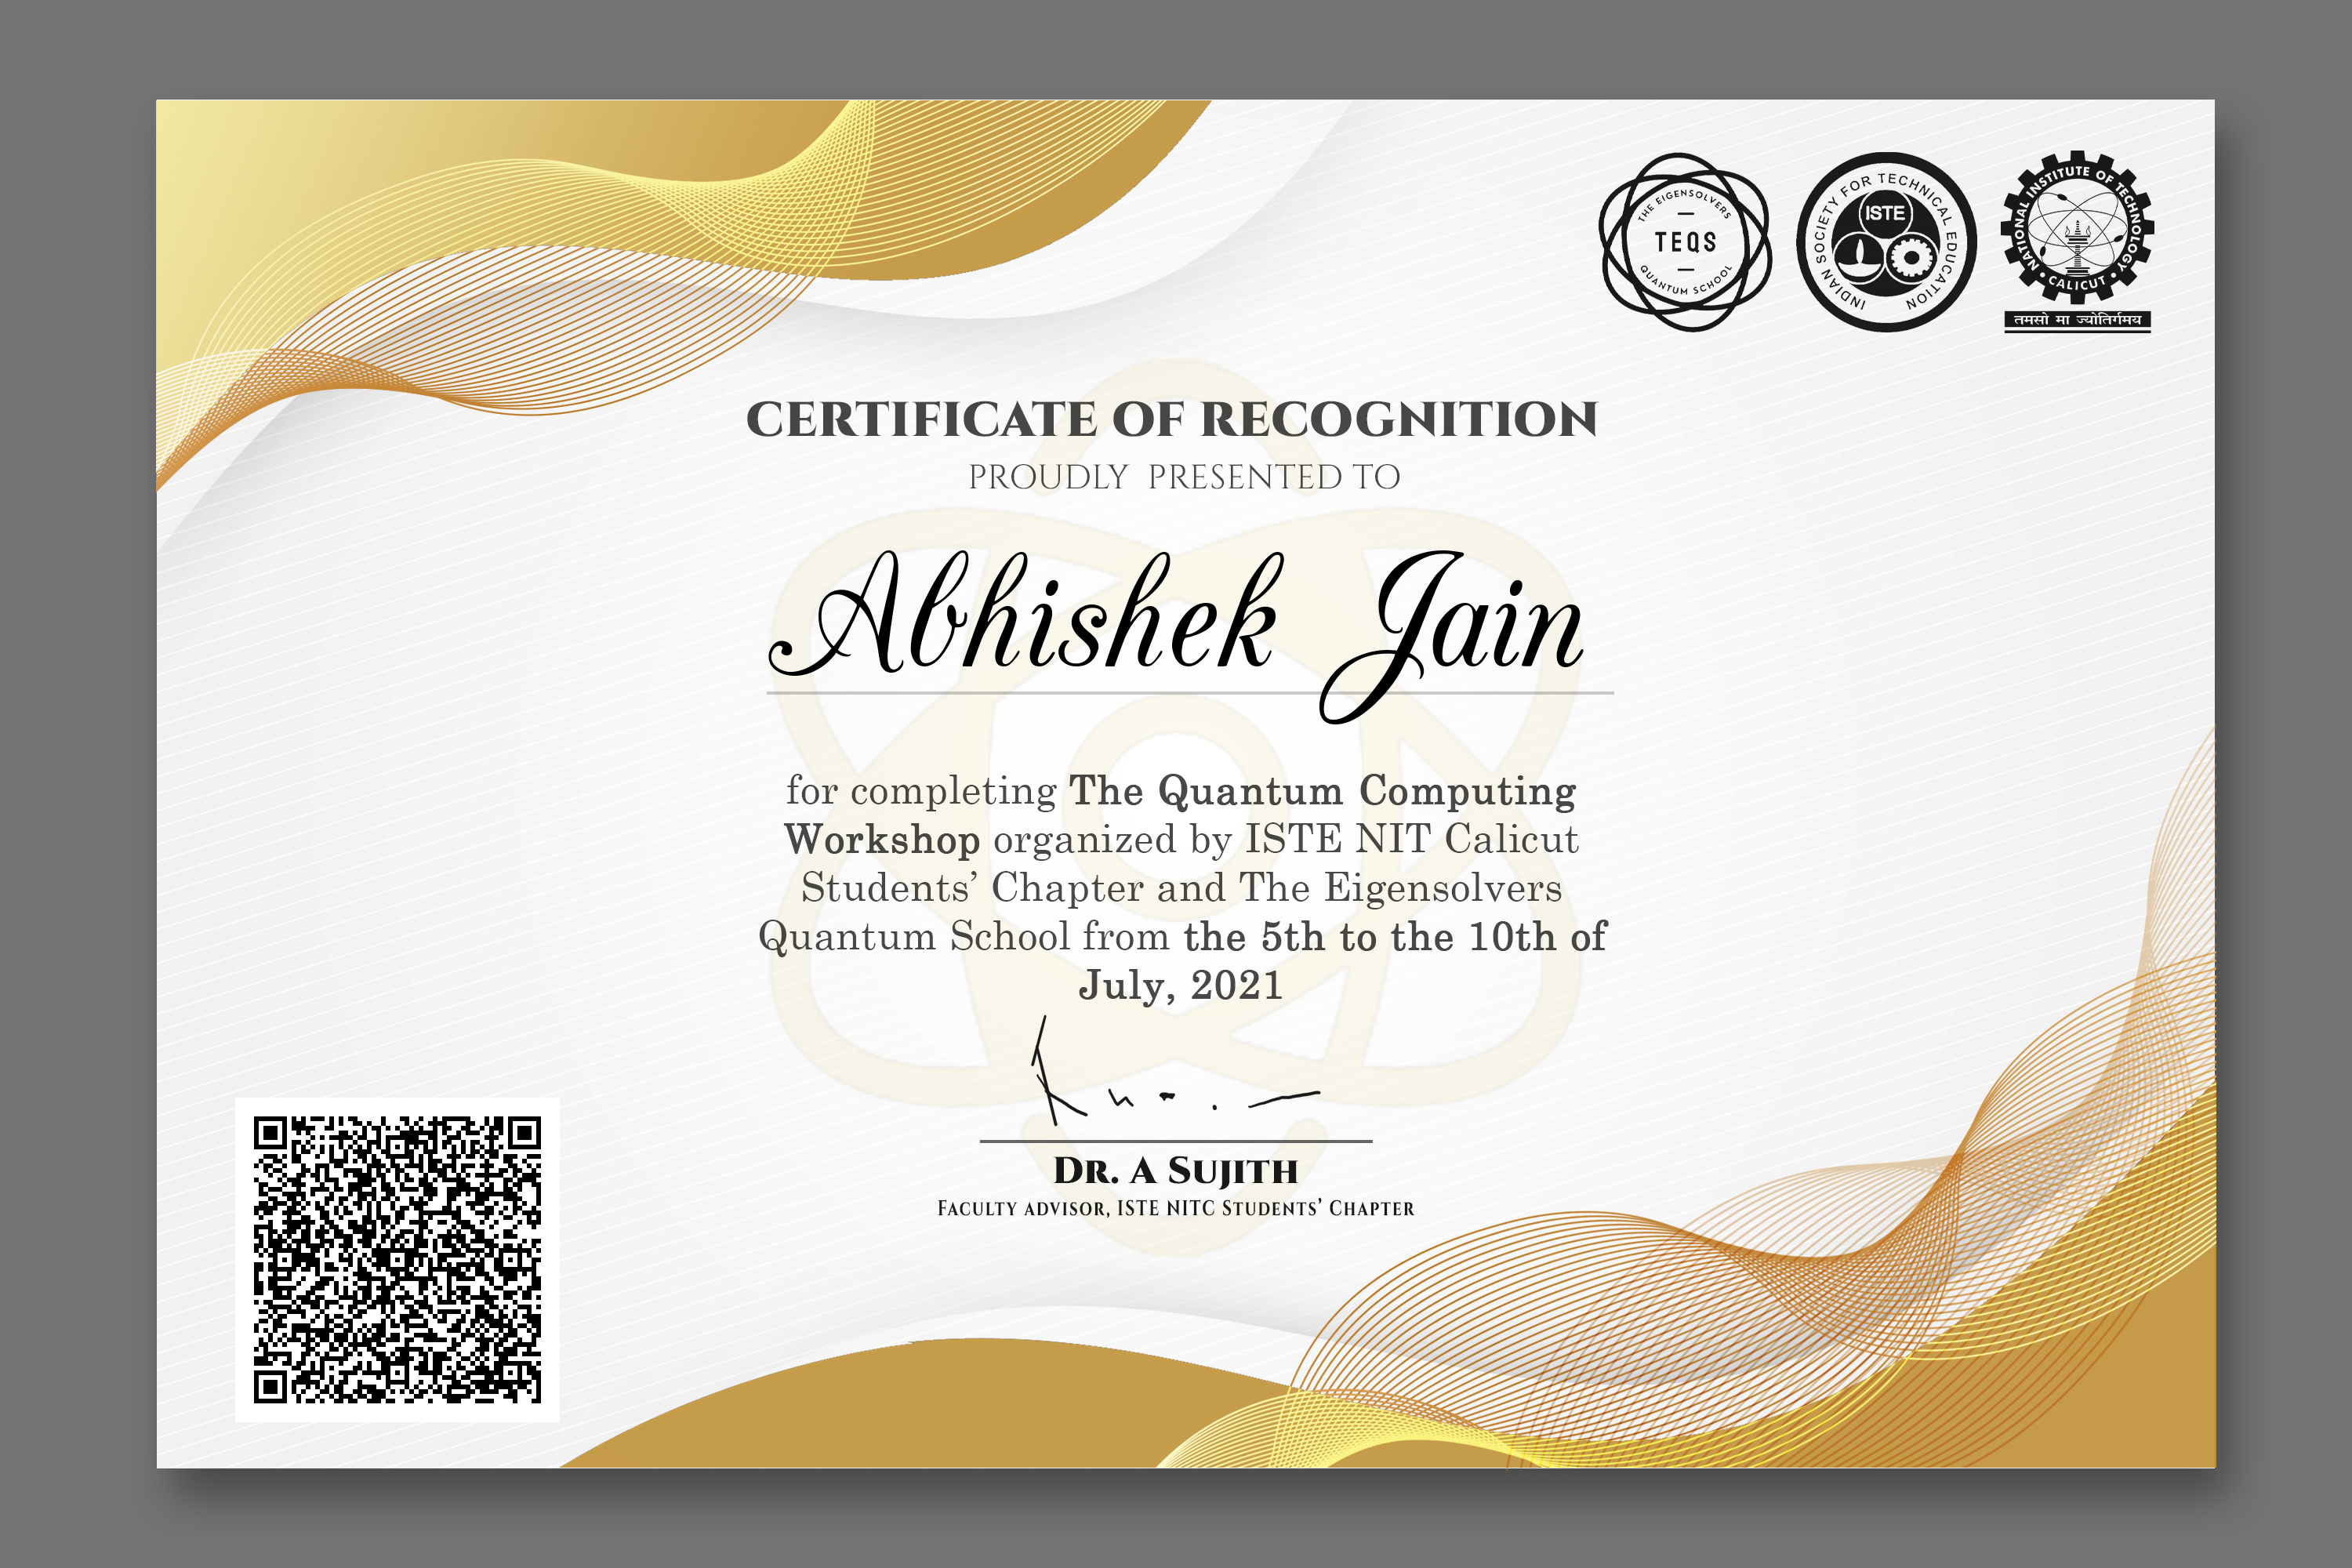 THE EIGENSOLVERS
TEQS
QUANTUM SCHOOL
INDIAN SOCIETY FOR TECHNICAL EDUCATION
ISTE
NATIONAL INSTITUTE OF TECHNOLOGY
• CALICUT •
तमसो मा ज्योतिर्गमय
CERTIFICATE OF RECOGNITION
PROUDLY PRESENTED TO
Abhishek Jain
for completing The Quantum Computing
Workshop organized by ISTE NIT Calicut
Students’ Chapter and The Eigensolvers
Quantum School from the 5th to the 10th of
July, 2021
DR. A SUJITH
FACULTY ADVISOR, ISTE NITC STUDENTS’ CHAPTER